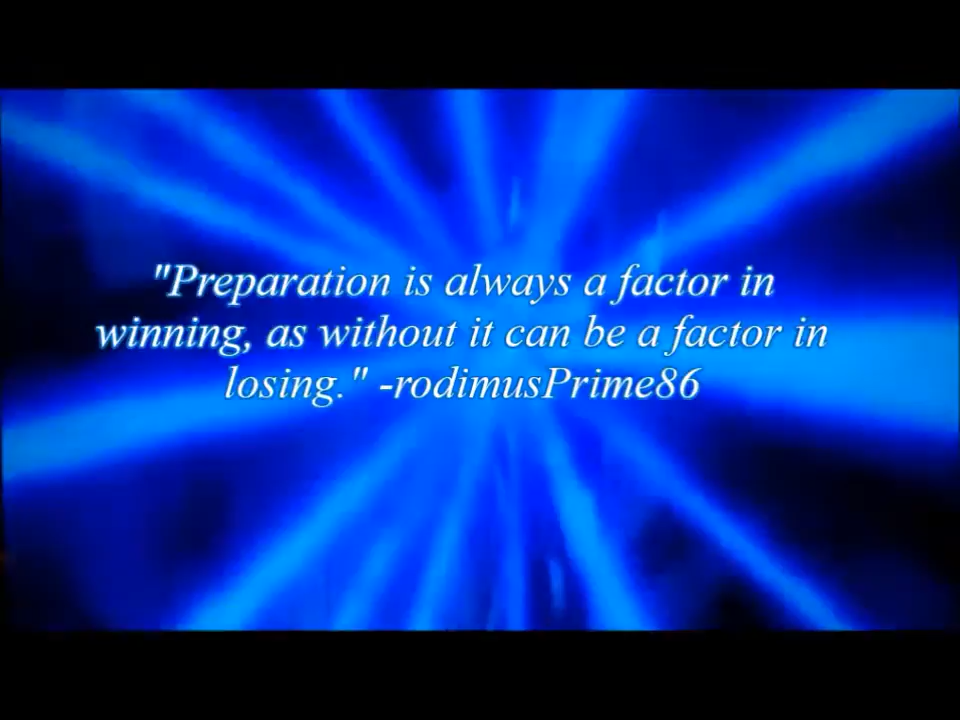 "Preparation is always a factor in
winning, as without it can be a factor in
losing." -rodimusPrime86